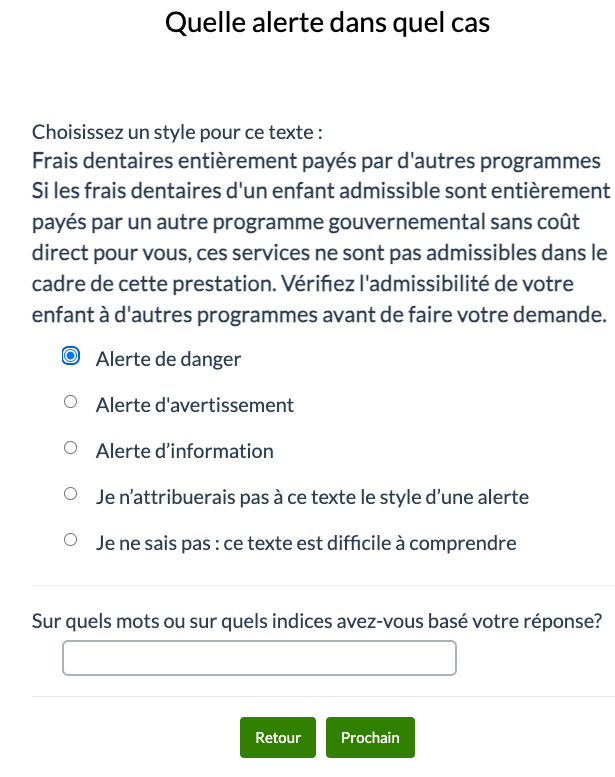 Quelle alerte dans quel cas
Choisissez un style pour ce texte :
Frais dentaires entièrement payés par d'autres programmes
Si les frais dentaires d'un enfant admissible sont entièrement
payés par un autre programme gouvernemental sans coût
direct pour vous, ces services ne sont pas admissibles dans le
cadre de cette prestation. Vérifiez l'admissibilité de votre
enfant à d'autres programmes avant de faire votre demande.
Alerte de danger
Alerte d'avertissement
Alerte d’information
Je n’attribuerais pas à ce texte le style d’une alerte
Je ne sais pas : ce texte est difficile à comprendre
Sur quels mots ou sur quels indices avez-vous basé votre réponse?
Retour
Prochain